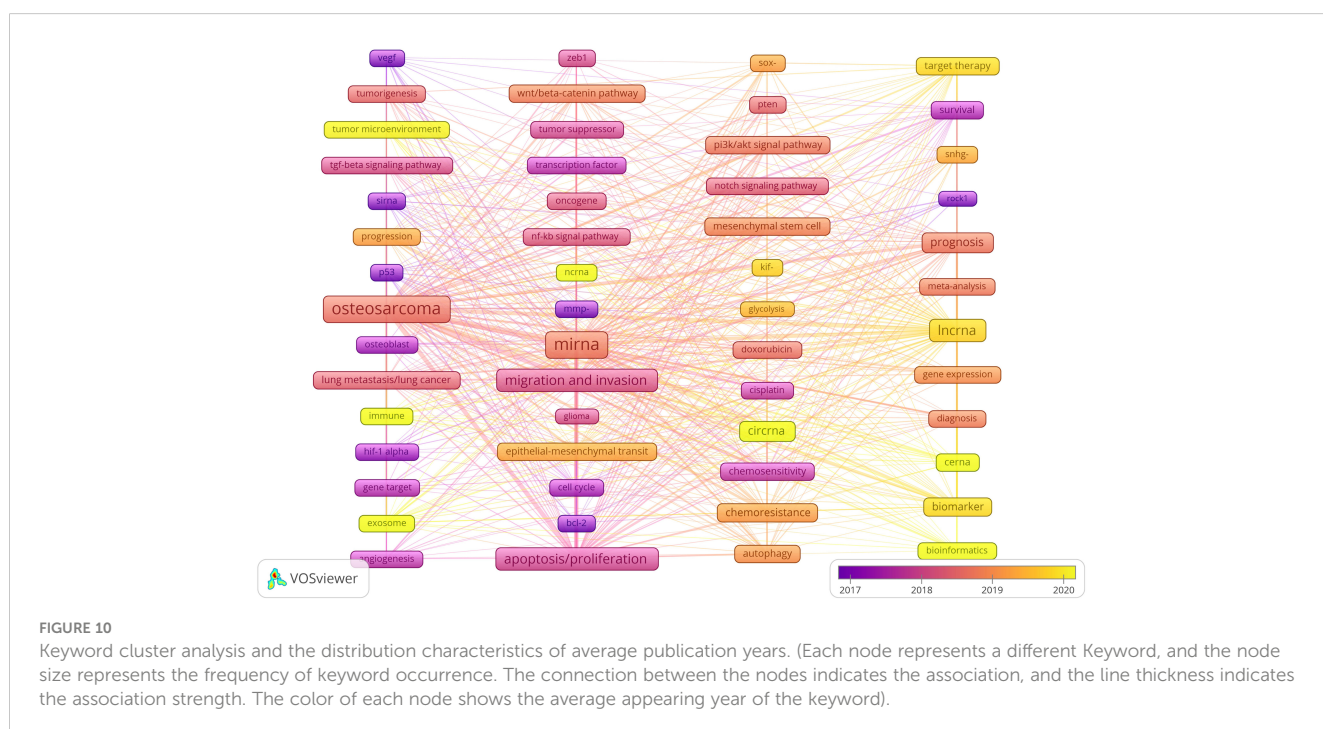 vegf
tumorigenesis
tumor microenvironment
tgf-beta signaling pathway
sirna
progression
p53
osteosarcoma
osteoblast
lung metastasis/lung cancer
immune
hif-1 alpha
gene target
exosome
angiogenesis
zeb1
wnt/beta-catenin pathway
tumor suppressor
transcription factor
oncogene
nf-kb signal pathway
ncrna
mmp-
mirna
migration and invasion
glioma
epithelial-mesenchymal transit
cell cycle
bcl-2
apoptosis/proliferation
sox-
pten
pi3k/akt signal pathway
notch signaling pathway
mesenchymal stem cell
kif-
glycolysis
doxorubicin
cisplatin
circrna
chemosensitivity
chemoresistance
autophagy
target therapy
survival
snhg-
rock1
prognosis
meta-analysis
lncrna
gene expression
diagnosis
cerna
biomarker
bioinformatics
VOSviewer
2017 2018 2019 2020
FIGURE 10
Keyword cluster analysis and the distribution characteristics of average publication years. (Each node represents a different Keyword, and the node
size represents the frequency of keyword occurrence. The connection between the nodes indicates the association, and the line thickness indicates
the association strength. The color of each node shows the average appearing year of the keyword).